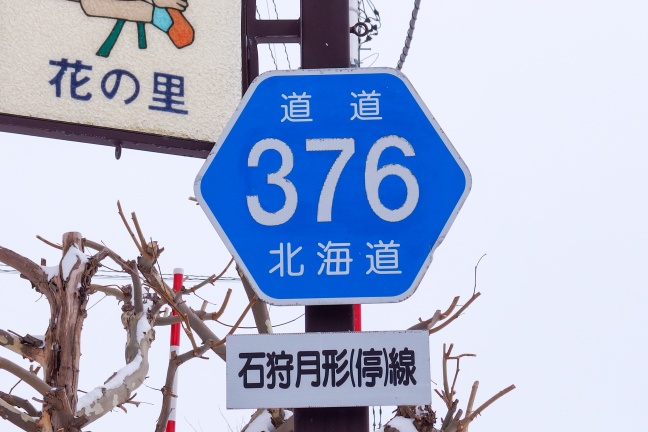 花の里
道道
376
北海道
石狩月形(停)線